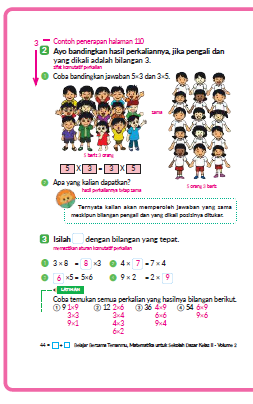 3
Contoh penerapan halaman 110
2 Ayo bandingkan hasil perkaliannya, jika pengali dan
yang dikali adalah bilangan 3.
sifat komutatif perkalian
1 Coba bandingkan jawaban 5×3 dan 3×5.
sama
5 baris 3 orang
5 orang 3 baris
5 X 3 = 3 X 5
2 Apa yang kalian dapatkan?
hasil perkaliannya tetap sama
Ternyata kalian akan memperoleh jawaban yang sama
meskipun bilangan pengali dan yang dikali posisinya ditukar.
3 Isilah dengan bilangan yang tepat.
memastikan aturan komutatif perkalian
1 3 × 8 = 8 ×3
2 4 × 7 = 7 × 4
3 6 ×5 = 5×6
4 9 × 2 = 2 × 9
LATIHAN
Coba temukan semua perkalian yang hasilnya bilangan berikut.
1 9 1×9 2 12 2×6 3 36 4×9 4 54 6×9
3×3 3×4 6×6 9×6
9×1 4×3 9×4
6×2
44 = □ × □ Belajar Bersama Temanmu, Matematika untuk Sekolah Dasar Kelas II - Volume 2